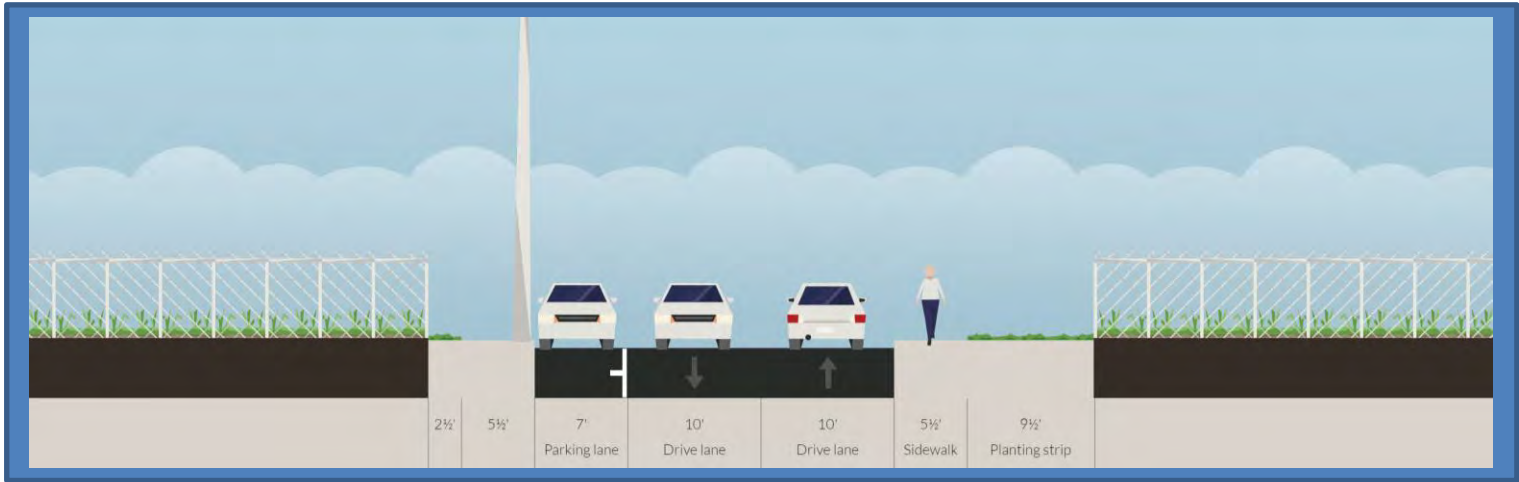 2½' 5½' 7' 10' 10' 5½' 9½'
Parking lane Drive lane Drive lane Sidewalk Planting strip